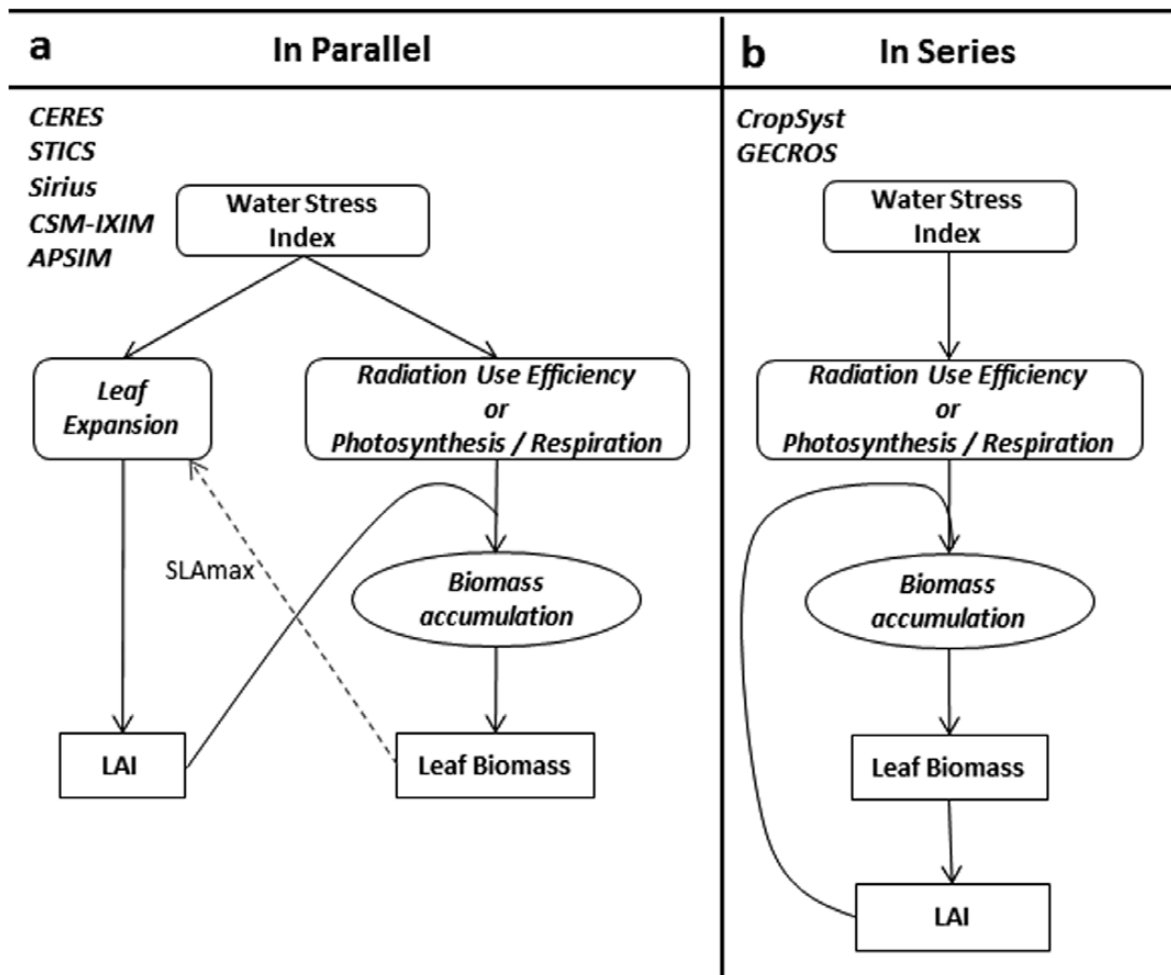 a
In Parallel
CERES
STICS
Sirius
CSM-IXIM
APSIM
Water Stress
Index
Leaf
Expansion
Radiation Use Efficiency
or
Photosynthesis / Respiration
SLAmax
Biomass
accumulation
LAI
Leaf Biomass
b
In Series
CropSyst
GECROS
Water Stress
Index
Radiation Use Efficiency
or
Photosynthesis / Respiration
Biomass
accumulation
Leaf Biomass
LAI